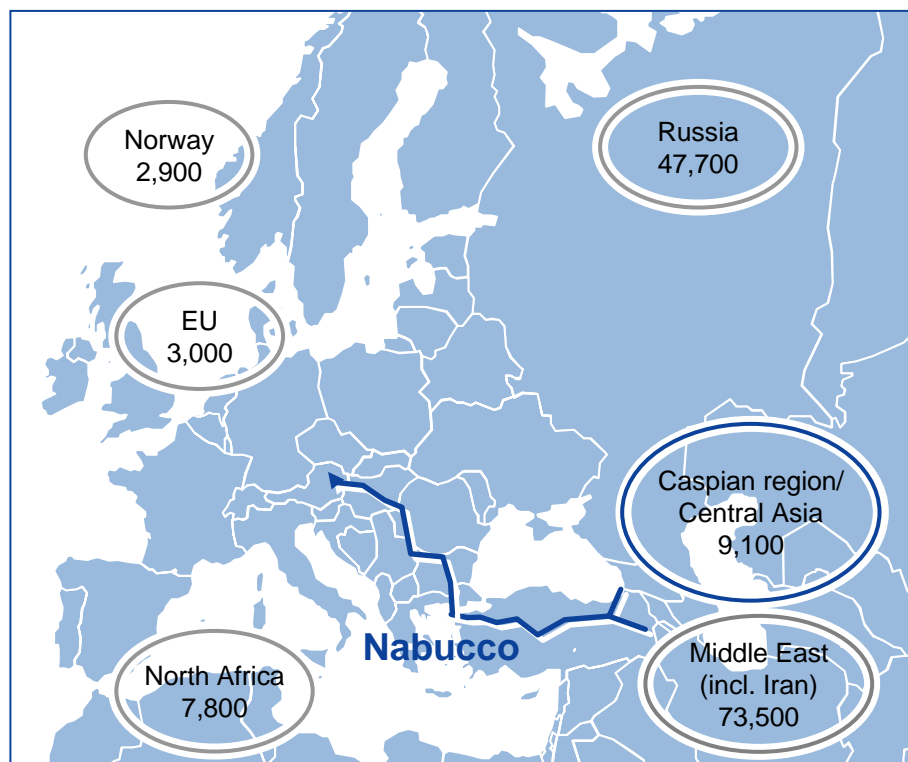 Norway
2,900
Russia
47,700
EU
3,000
Caspian region/
Central Asia
9,100
Nabucco
North Africa
7,800
Middle East
(incl. Iran)
73,500